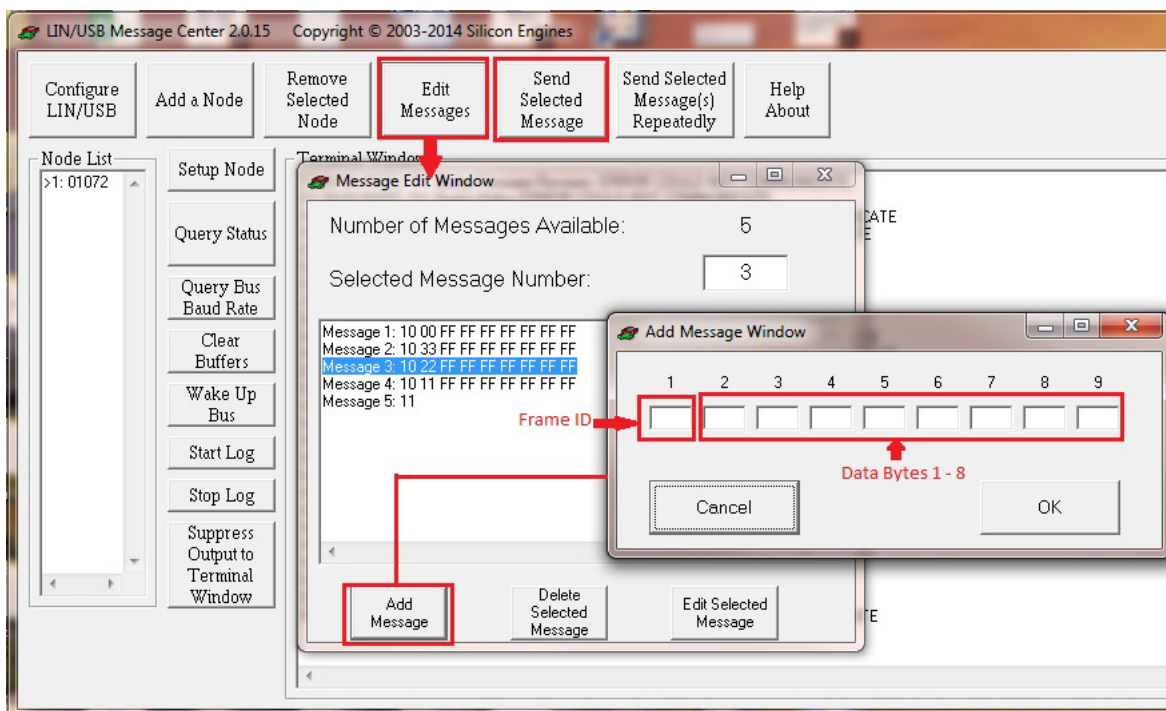 LIN/USB Message Center 2.0.15 Copyright © 2003-2014 Silicon Engines
Configure
LIN/USB
Add a Node
Remove
Selected
Node
Edit
Messages
Send
Selected
Message
Send Selected
Message(s)
Repeatedly
Help
About
Node List
>1: 01072
Setup Node
Query Status
Query Bus
Baud Rate
Clear
Buffers
Wake Up
Bus
Start Log
Stop Log
Suppress
Output to
Terminal
Window
Terminal Window
Message Edit Window
Number of Messages Available: 5
Selected Message Number: 3
Message 1: 10 00 FF FF FF FF FF FF FF
Message 2: 10 33 FF FF FF FF FF FF FF
Message 3: 10 22 FF FF FF FF FF FF FF
Message 4: 10 11 FF FF FF FF FF FF FF
Message 5: 11
Add
Message
Delete
Selected
Message
Edit Selected
Message
Add Message Window
1 2 3 4 5 6 7 8 9
Frame ID
Data Bytes 1 - 8
Cancel
OK